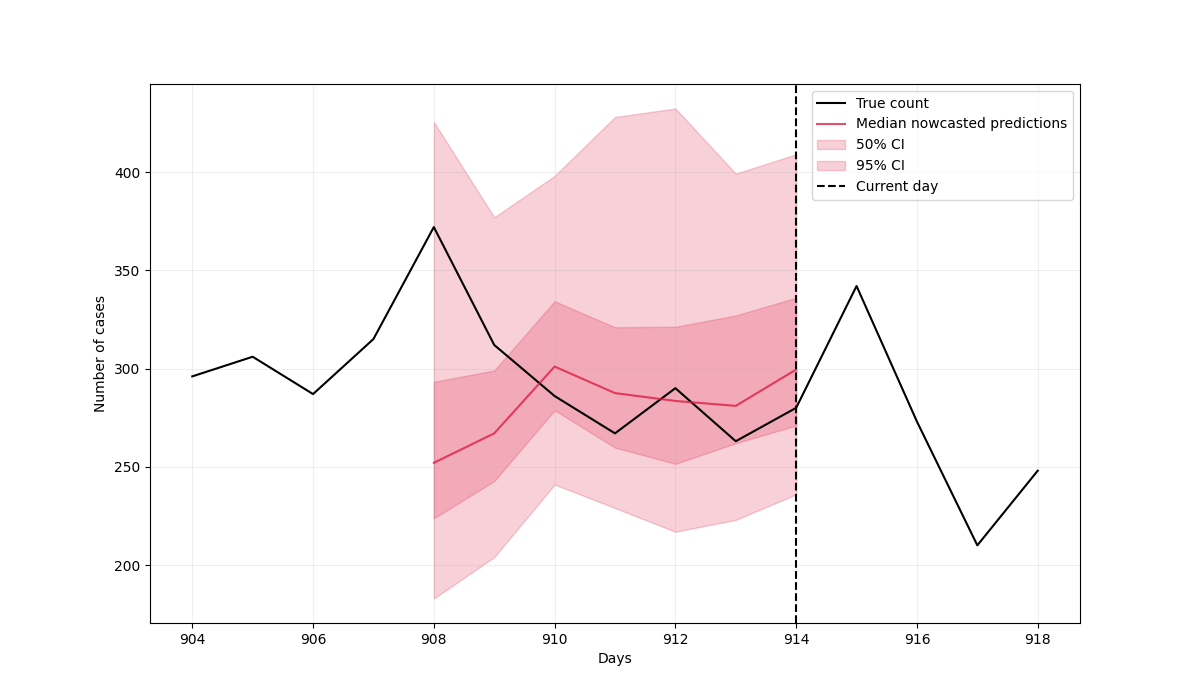 True count
Median nowcasted predictions
50% CI
95% CI
Current day
400
350
300
250
200
Number of cases
904 906 908 910 912 914 916 918
Days